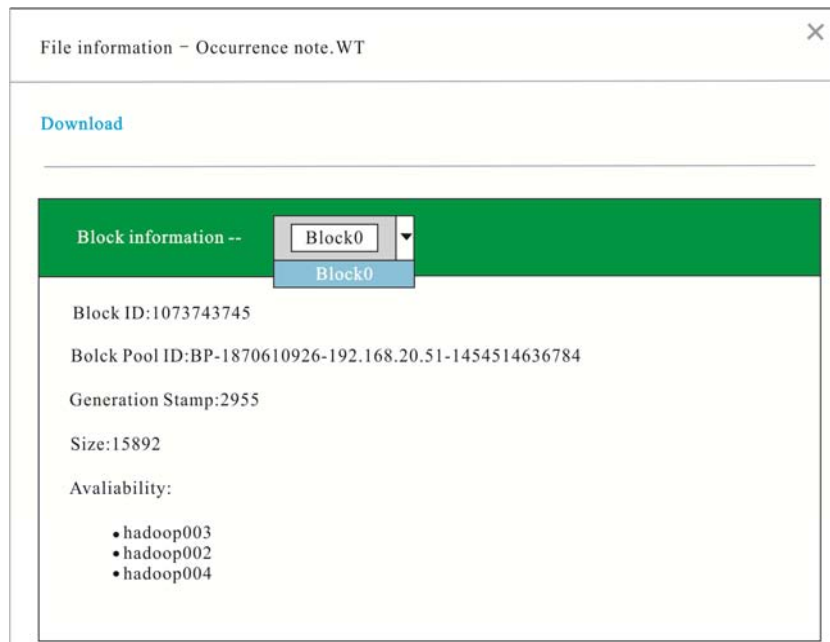 File information - Occurrence note.WT
Download
Block information --
Block0
Block0
Block ID:1073743745
Bolck Pool ID:BP-1870610926-192.168.20.51-1454514636784
Generation Stamp:2955
Size:15892
Avaliability:
•hadoop003
•hadoop002
•hadoop004